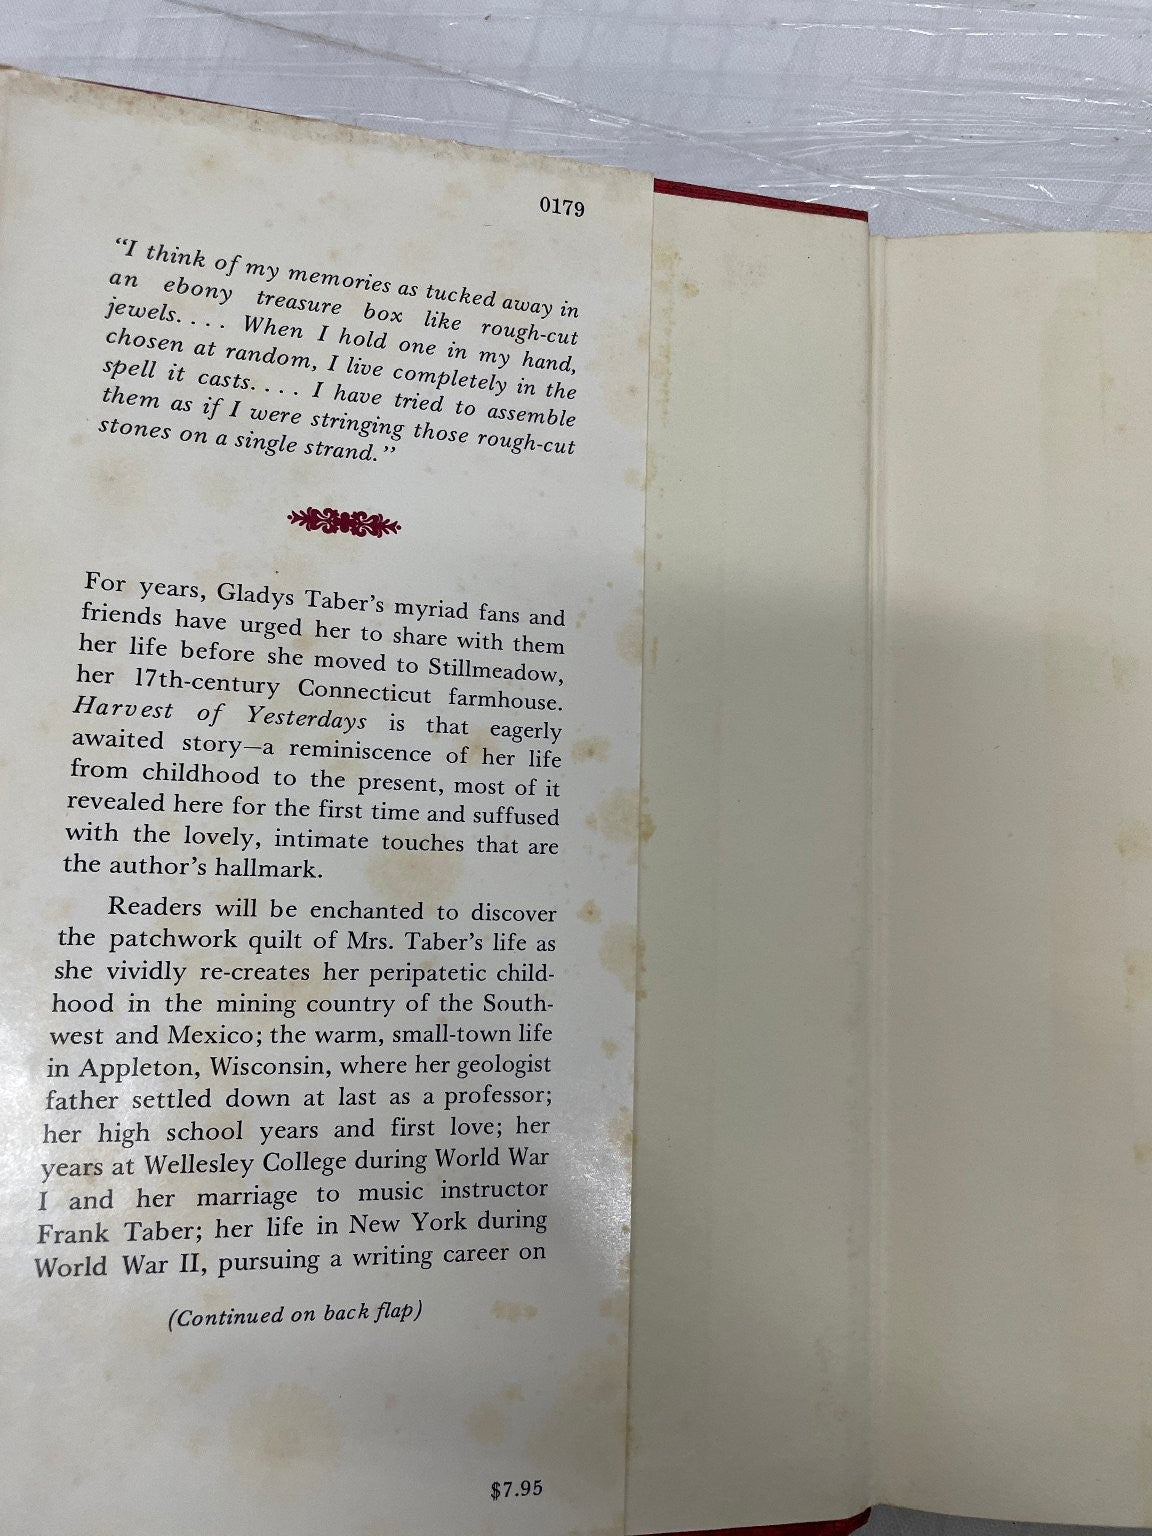 0179
“I think of my memories as tucked away in
an ebony treasure box like rough-cut
jewels. . . . When I hold one in my hand,
chosen at random, I live completely in the
spell it casts. . . . I have tried to assemble
them as if I were stringing those rough-cut
stones on a single strand.”
For years, Gladys Taber’s myriad fans and
friends have urged her to share with them
her life before she moved to Stillmeadow,
her 17th-century Connecticut farmhouse.
Harvest of Yesterdays is that eagerly
awaited story—a reminiscence of her life
from childhood to the present, most of it
revealed here for the first time and suffused
with the lovely, intimate touches that are
the author’s hallmark.
Readers will be enchanted to discover
the patchwork quilt of Mrs. Taber’s life as
she vividly re-creates her peripatetic child-
hood in the mining country of the South-
west and Mexico; the warm, small-town life
in Appleton, Wisconsin, where her geologist
father settled down at last as a professor;
her high school years and first love; her
years at Wellesley College during World War
I and her marriage to music instructor
Frank Taber; her life in New York during
World War II, pursuing a writing career on
(Continued on back flap)
$7.95